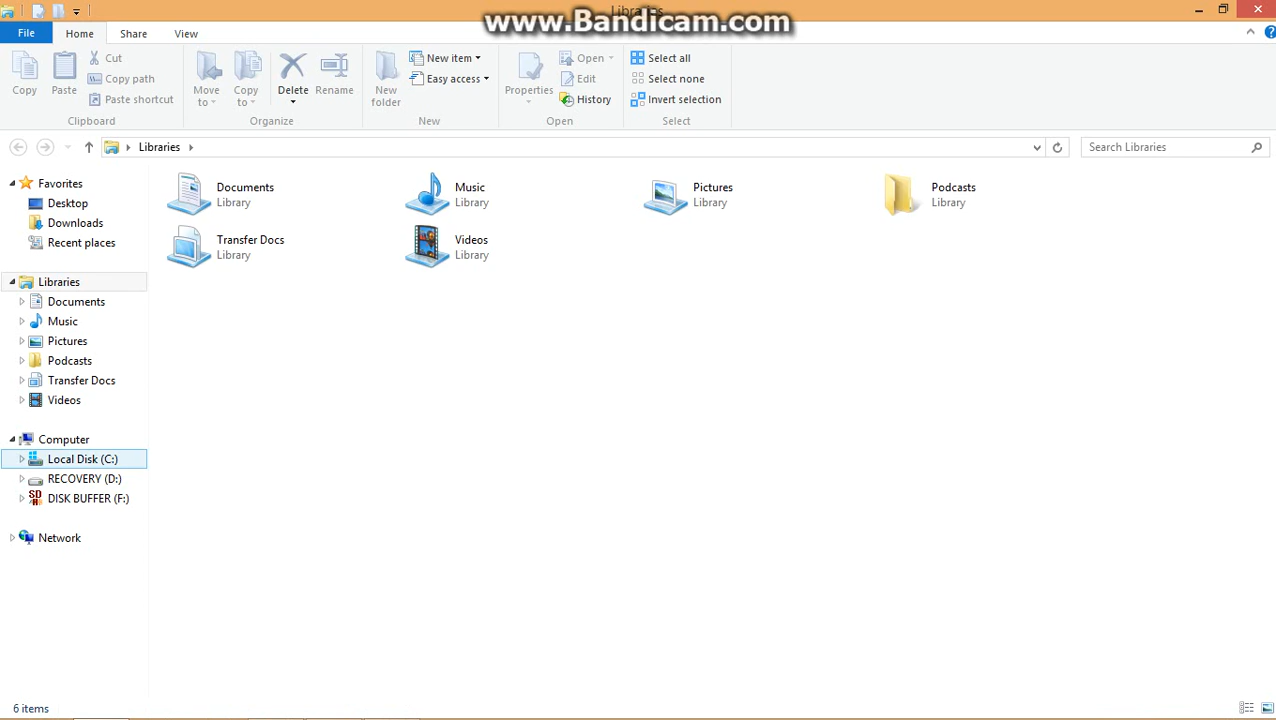 Libraries
www.Bandicam.com
File Home Share View
Copy
Paste
Cut
Copy path
Paste shortcut
Clipboard
Move to
Copy to
Delete
Rename
Organize
New folder
New item
Easy access
New
Properties
Open
Edit
History
Open
Select all
Select none
Invert selection
Select
Libraries
Search Libraries
Favorites
Desktop
Downloads
Recent places
Libraries
Documents
Music
Pictures
Podcasts
Transfer Docs
Videos
Computer
Local Disk (C:)
RECOVERY (D:)
SD
DISK BUFFER (F:)
Network
Documents
Library
Music
Library
Pictures
Library
Podcasts
Library
Transfer Docs
Library
Videos
Library
6 items